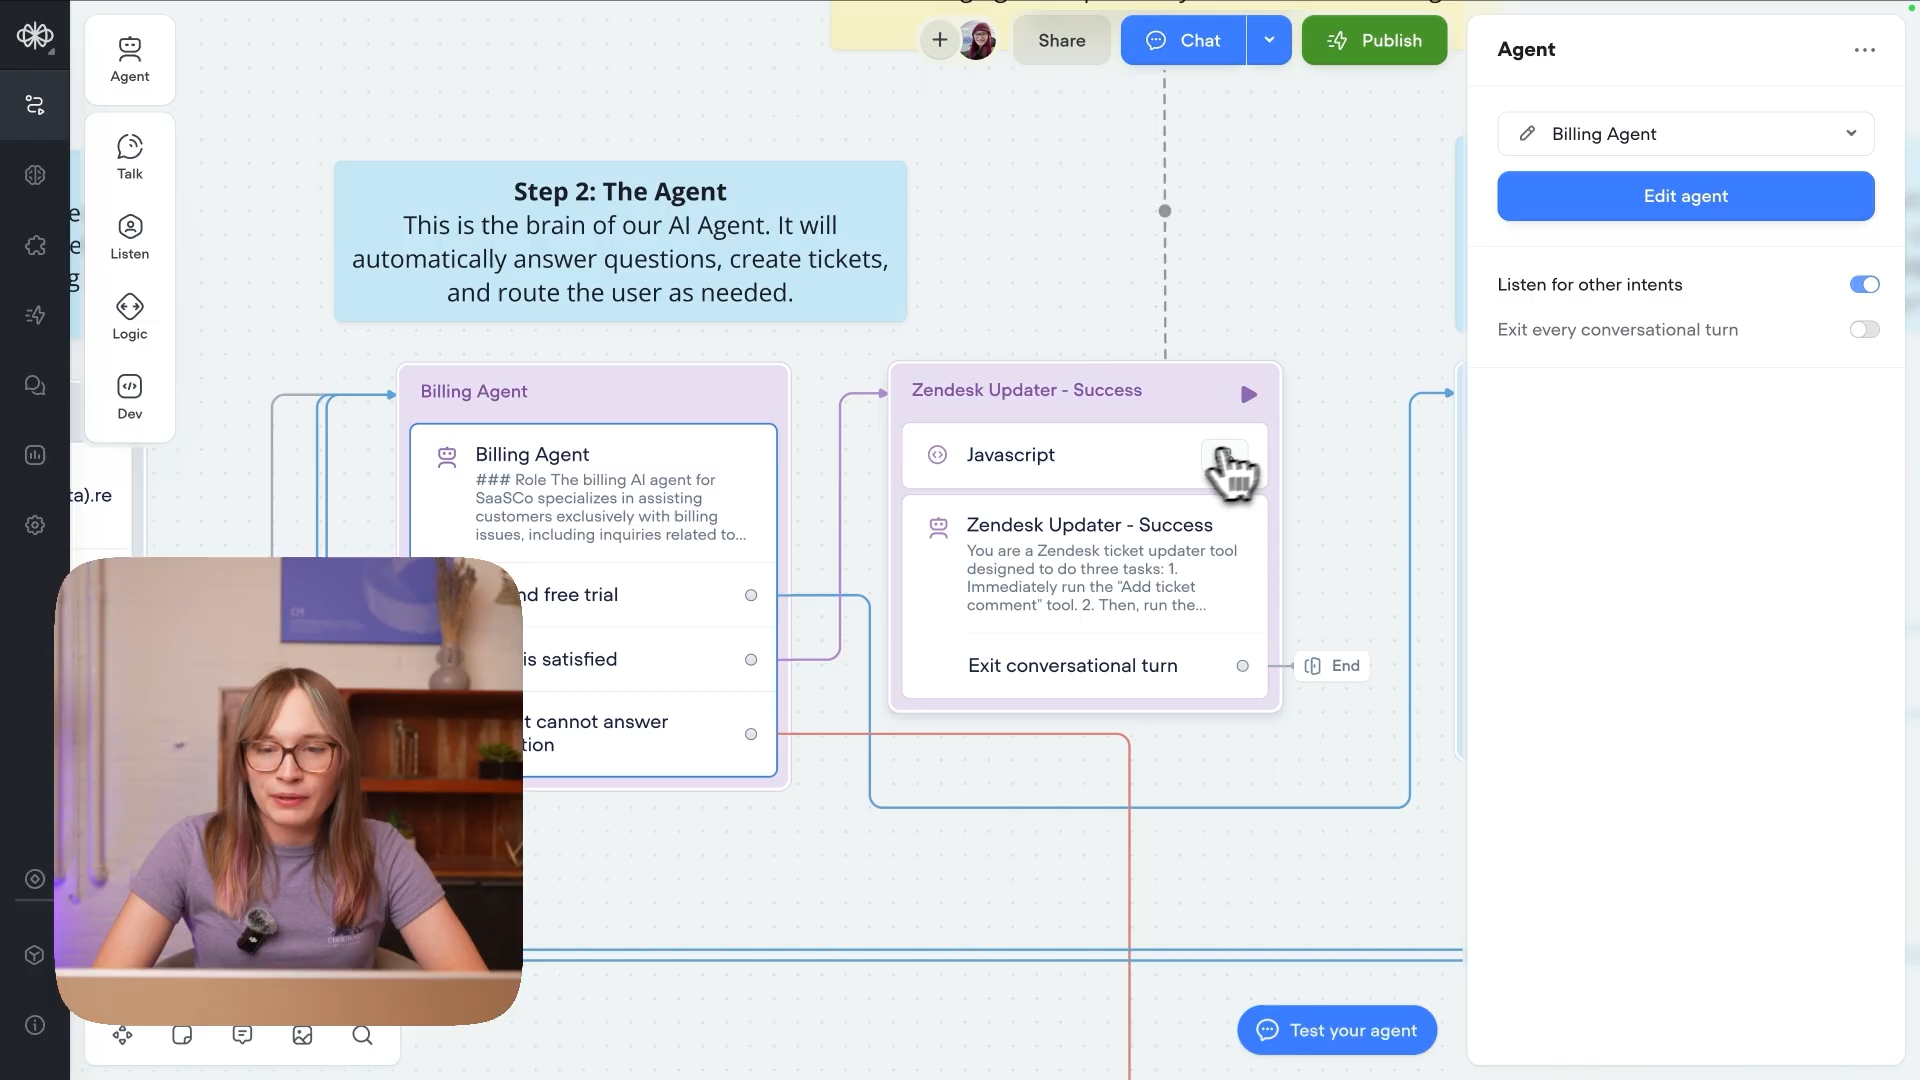 Share
Chat
Publish
Agent
Agent
Talk
Listen
Logic
Dev
Step 2: The Agent
This is the brain of our AI Agent. It will
automatically answer questions, create tickets,
and route the user as needed.
Billing Agent
Edit agent
Listen for other intents
Exit every conversational turn
Billing Agent
Billing Agent
### Role The billing AI agent for
SaaSCo specializes in assisting
customers exclusively with billing
issues, including inquiries related to...
nd free trial
is satisfied
t cannot answer
tion
Zendesk Updater - Success
Javascript
Zendesk Updater - Success
You are a Zendesk ticket updater tool
designed to do three tasks: 1.
Immediately run the "Add ticket
comment" tool. 2. Then, run the...
Exit conversational turn
End
ta).re
Test your agent